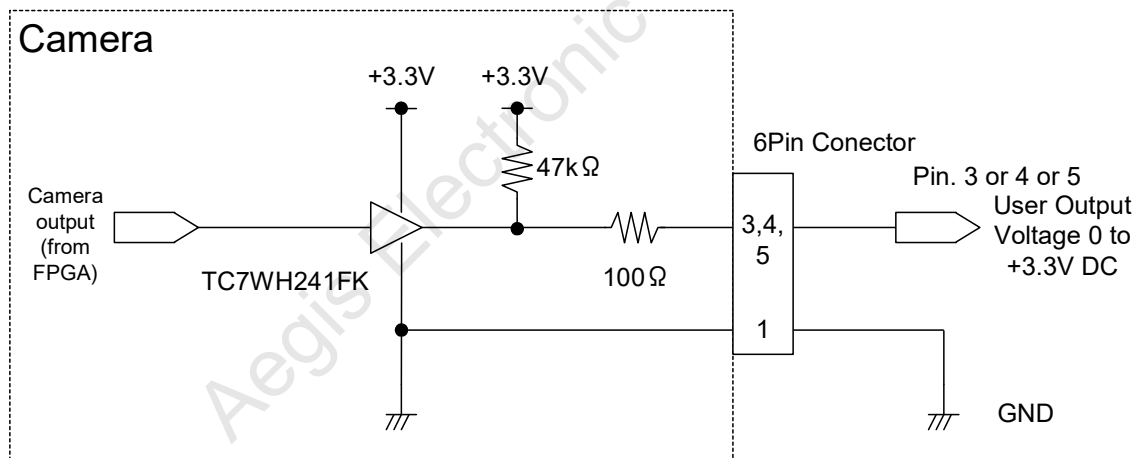 Camera
+3.3V
+3.3V
47kΩ
6Pin Conector
Pin. 3 or 4 or 5
User Output
Voltage 0 to
+3.3V DC
Camera
output
(from
FPGA)
TC7WH241FK
100Ω
3,4,
5
1
GND
Aegis Electronic